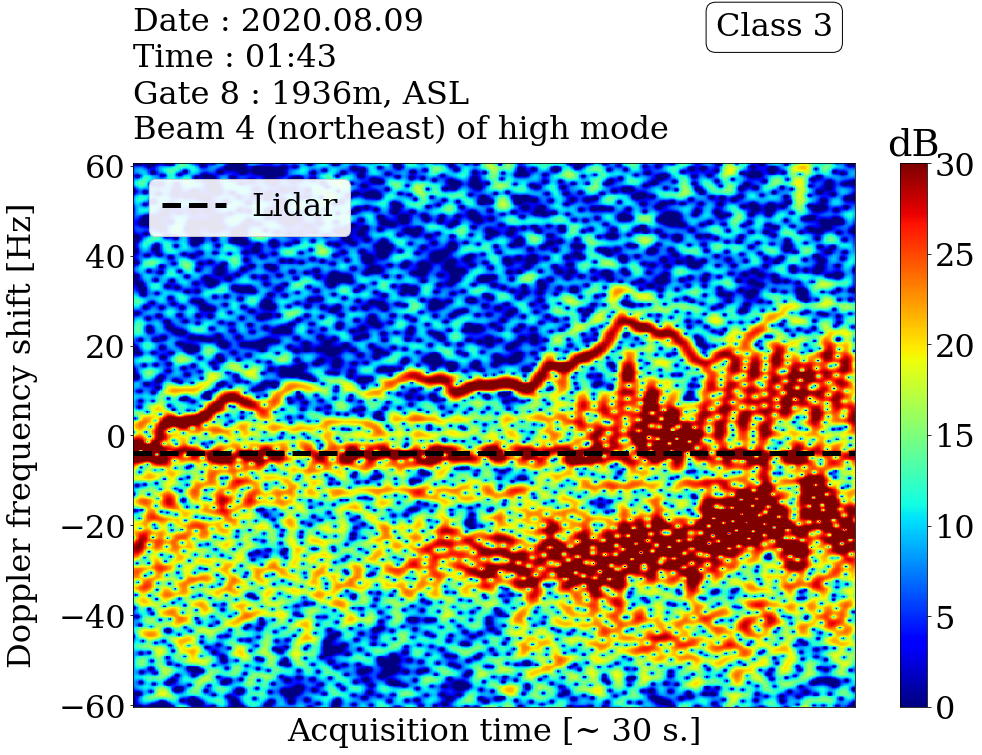 Date : 2020.08.09
Time : 01:43
Gate 8 : 1936m, ASL
Beam 4 (northeast) of high mode
Class 3
dB
Lidar
60
40
20
0
−20
−40
−60
Doppler frequency shift [Hz]
Acquisition time [~ 30 s.]
30
25
20
15
10
5
0